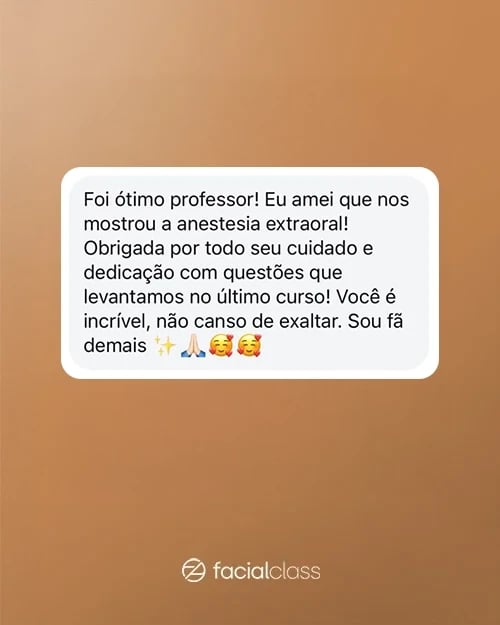 Foi ótimo professor! Eu amei que nos
mostrou a anestesia extraoral!
Obrigada por todo seu cuidado e
dedicação com questões que
levantamos no último curso! Você é
incrível, não canso de exaltar. Sou fã
demais ✨🙏🏻🥰🥰
facialclass